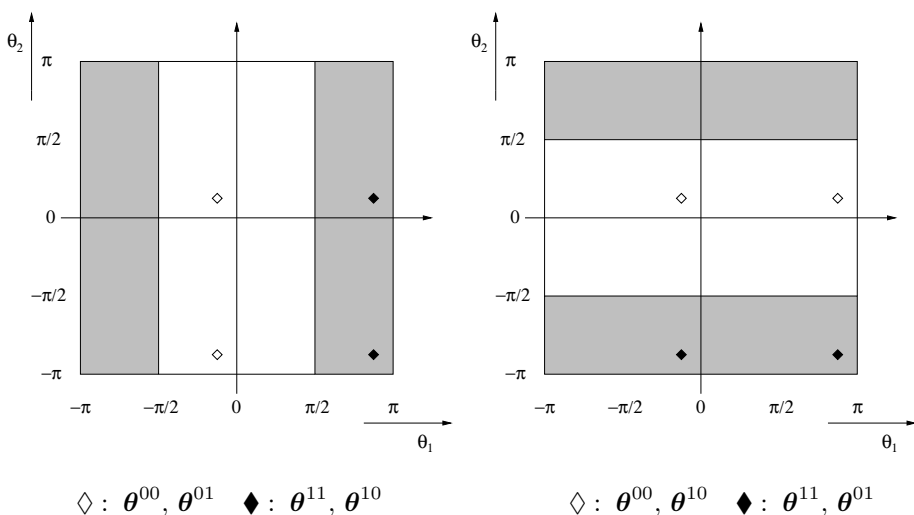 θ₂ θ₂
π π
π/2 π/2
0 0
−π/2 −π/2
−π −π
−π −π/2 0 π/2 π −π −π/2 0 π/2 π
θ₁ θ₁
◇ : θ⁰⁰, θ⁰¹ ◆ : θ¹¹, θ¹⁰ ◇ : θ⁰⁰, θ¹⁰ ◆ : θ¹¹, θ⁰¹